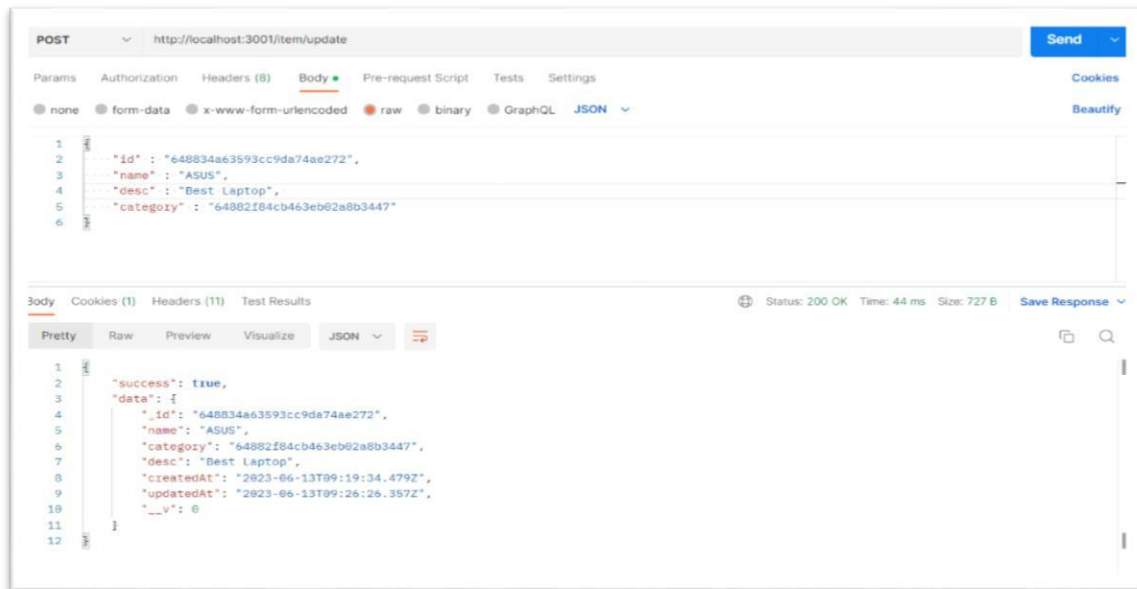 POST http://localhost:3001/item/update Send
Params Authorization Headers (8) Body Pre-request Script Tests Settings Cookies
none form-data x-www-form-urlencoded raw binary GraphQL JSON Beautify
1 {
2 "id" : "648834a63593cc9da74ae272",
3 "name" : "ASUS",
4 "desc" : "Best Laptop",
5 "category" : "64882f84cb463eb02a8b3447"
6 }
Body Cookies (1) Headers (11) Test Results Status: 200 OK Time: 44 ms Size: 727 B Save Response
Pretty Raw Preview Visualize JSON
1 {
2 "success": true,
3 "data": {
4 "_id": "648834a63593cc9da74ae272",
5 "name": "ASUS",
6 "category": "64882f84cb463eb02a8b3447",
7 "desc": "Best Laptop",
8 "createdAt": "2023-06-13T09:19:34.479Z",
9 "updatedAt": "2023-06-13T09:26:26.357Z",
10 "__v": 0
11 }
12 }